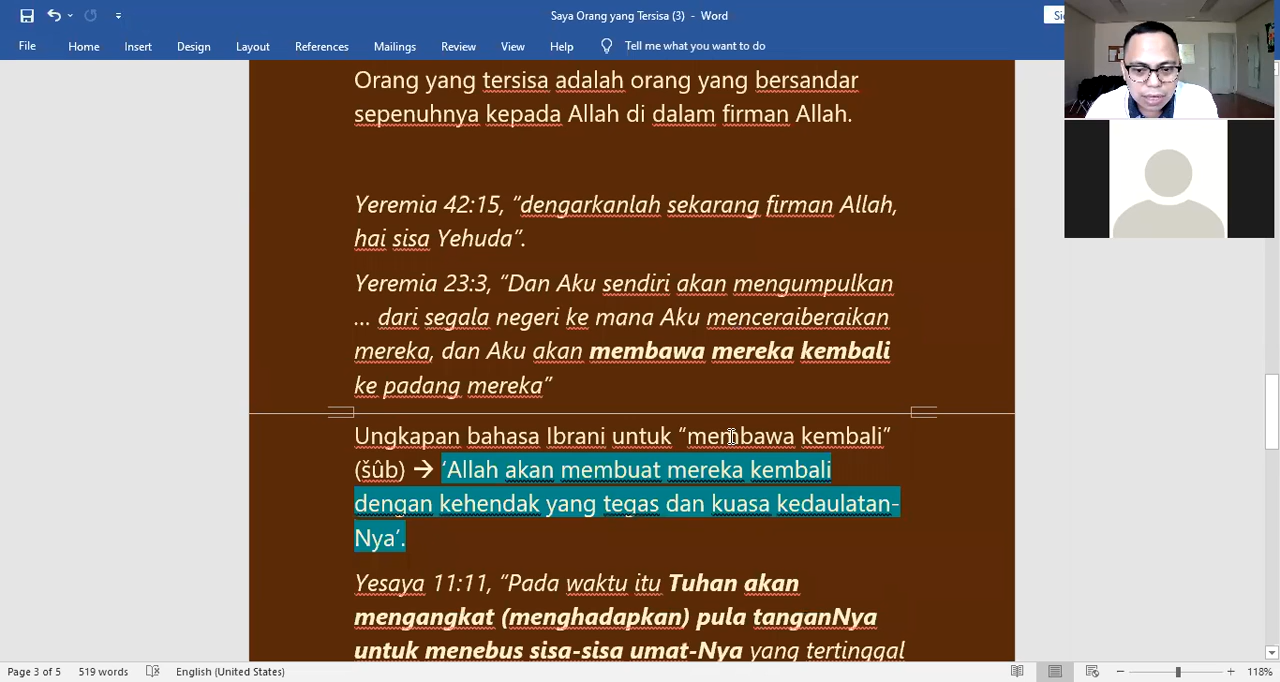 Saya Orang yang Tersisa (3) - Word
File Home Insert Design Layout References Mailings Review View Help Tell me what you want to do
Orang yang tersisa adalah orang yang bersandar
sepenuhnya kepada Allah di dalam firman Allah.
Yeremia 42:15, “dengarkanlah sekarang firman Allah,
hai sisa Yehuda”.
Yeremia 23:3, “Dan Aku sendiri akan mengumpulkan
... dari segala negeri ke mana Aku menceraiberaikan
mereka, dan Aku akan membawa mereka kembali
ke padang mereka”
Ungkapan bahasa Ibrani untuk “membawa kembali”
(šûb) → ‘Allah akan membuat mereka kembali
dengan kehendak yang tegas dan kuasa kedaulatan-
Nya’.
Yesaya 11:11, “Pada waktu itu Tuhan akan
mengangkat (menghadapkan) pula tanganNya
untuk menebus sisa-sisa umat-Nya yang tertinggal
Page 3 of 5 519 words English (United States) 118%